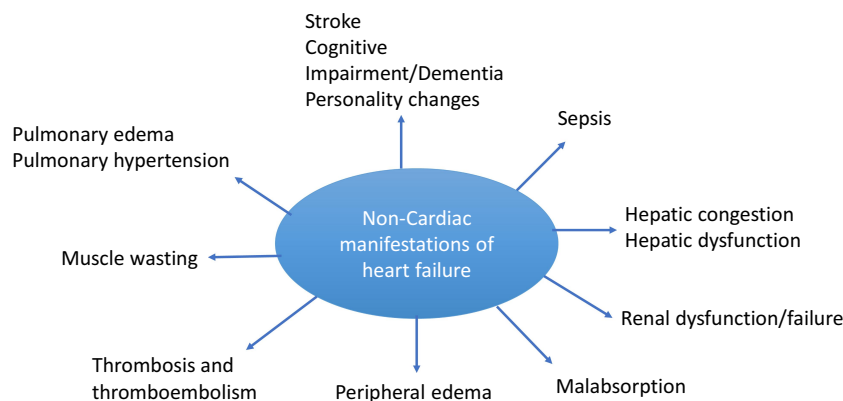 Stroke
Cognitive
Impairment/Dementia
Personality changes
Sepsis
Pulmonary edema
Pulmonary hypertension
Non-Cardiac
manifestations of
heart failure
Hepatic congestion
Hepatic dysfunction
Muscle wasting
Renal dysfunction/failure
Thrombosis and
thromboembolism
Peripheral edema
Malabsorption